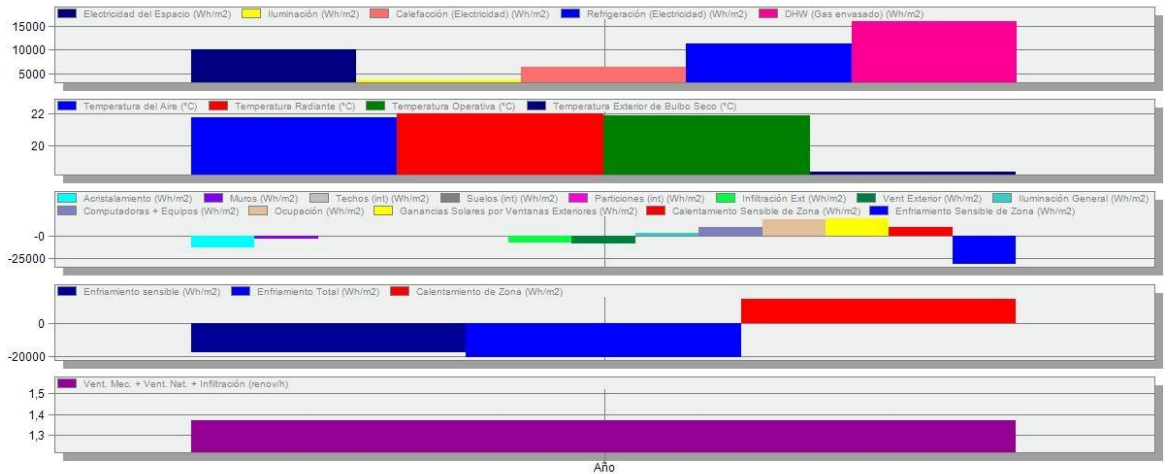 Electricidad del Espacio (Wh/m2) Iluminación (Wh/m2) Calefacción (Electricidad) (Wh/m2) Refrigeración (Electricidad) (Wh/m2) DHW (Gas envasado) (Wh/m2)
15000
10000
5000
Temperatura del Aire (°C) Temperatura Radiante (°C) Temperatura Operativa (°C) Temperatura Exterior de Bulbo Seco (°C)
22
20
Acristalamiento (Wh/m2) Muros (Wh/m2) Techos (int) (Wh/m2) Suelos (int) (Wh/m2) Particiones (int) (Wh/m2) Infiltración Ext (Wh/m2) Vent Exterior (Wh/m2) Iluminación General (Wh/m2)
Computadoras + Equipos (Wh/m2) Ocupación (Wh/m2) Ganancias Solares por Ventanas Exteriores (Wh/m2) Calentamiento Sensible de Zona (Wh/m2) Enfriamiento Sensible de Zona (Wh/m2)
-0
-25000
Enfriamiento sensible (Wh/m2) Enfriamiento Total (Wh/m2) Calentamiento de Zona (Wh/m2)
0
-20000
Vent. Mec. + Vent. Nat. + Infiltración (renov/h)
1,5
1,4
1,3
Año